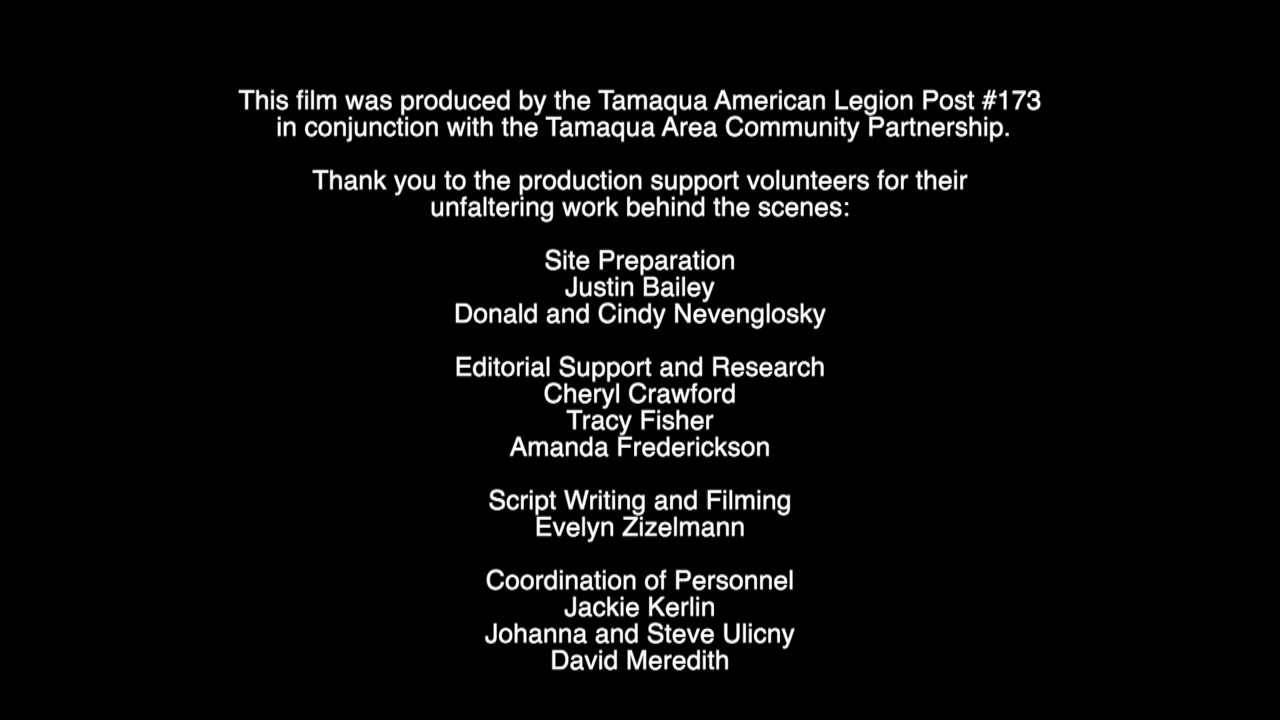 This film was produced by the Tamaqua American Legion Post #173
in conjunction with the Tamaqua Area Community Partnership.
Thank you to the production support volunteers for their
unfaltering work behind the scenes:
Site Preparation
Justin Bailey
Donald and Cindy Nevenglosky
Editorial Support and Research
Cheryl Crawford
Tracy Fisher
Amanda Frederickson
Script Writing and Filming
Evelyn Zizelmann
Coordination of Personnel
Jackie Kerlin
Johanna and Steve Ulicny
David Meredith